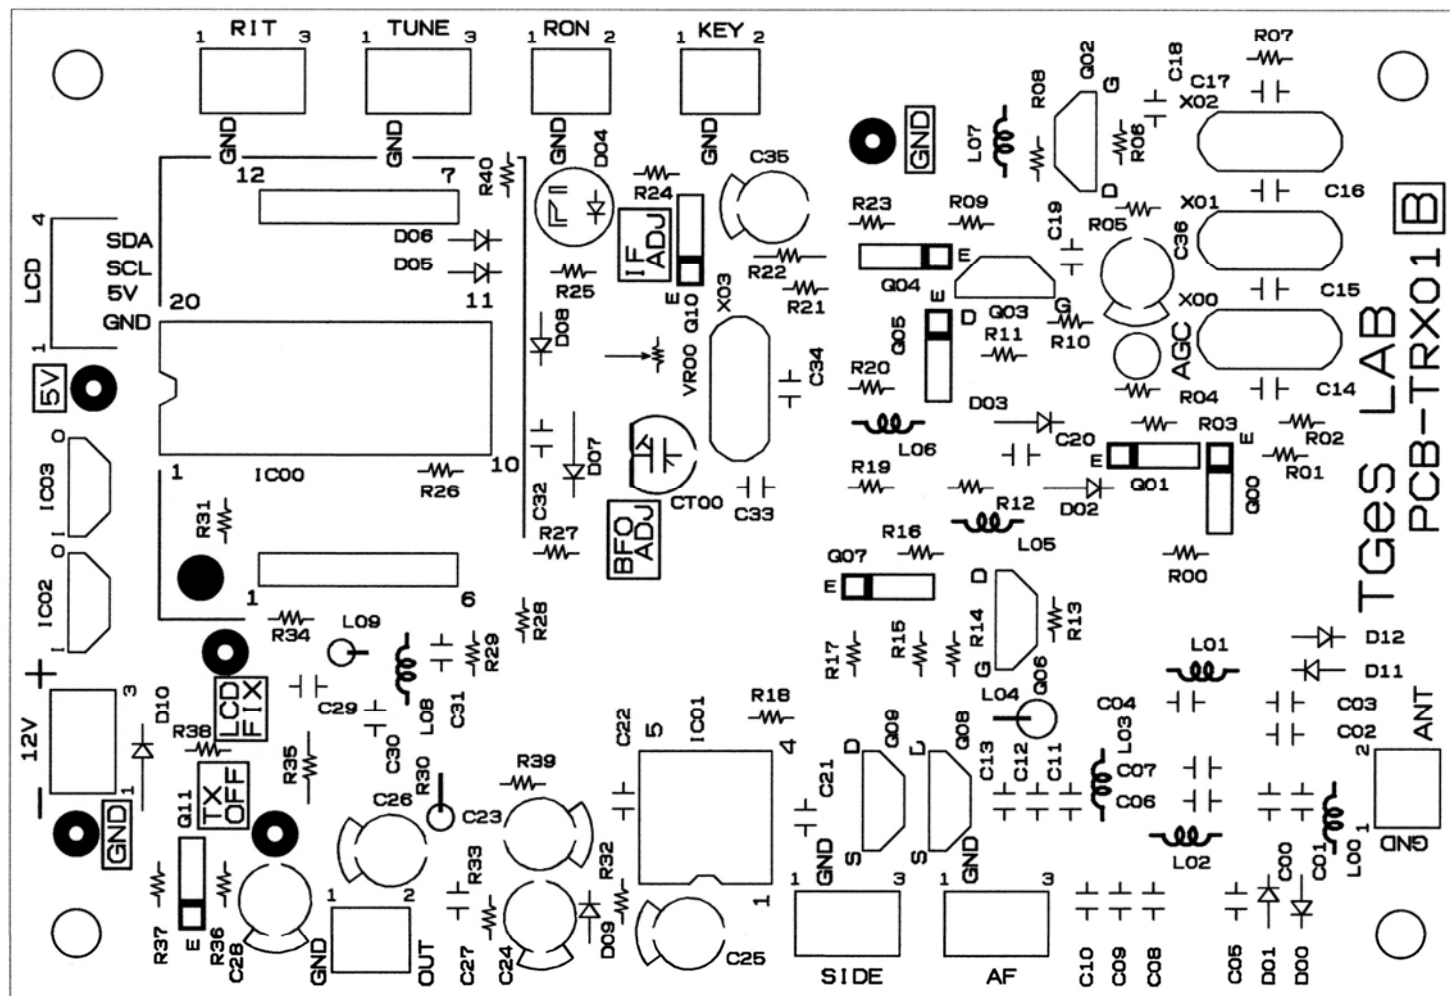 1 RIT 3
1 TUNE 3
1 RON 2
1 KEY 2
GND
GND
GND
GND
R07
C18
C17
X02
Q02
G
D
R08
L07
R06
GND
D04
R40
12
7
R24
C35
C16
X01
R05
C19
C36
R23
R09
LCD
4
1
SDA
SCL
5V
GND
20
11
D06
D05
R25
IF
ADJ
E
Q10
X03
R22
R21
Q04
E
E
Q05
D
Q03
G
R10
R11
X00
C15
AGC
C14
R04
5V
D08
VR00
C34
R20
D03
L06
C20
R03
E
R02
R01
Q00
E
Q01
TGeS LAB
PCB-TRX01 B
O
IC03
I
1
IC00
10
R26
C32
D07
CT00
C33
R19
R12
D02
L05
R31
R27
BFO
ADJ
R16
Q07
E
D
R00
O
IC02
I
1
6
R34
L09
R28
R29
C31
L08
R17
R15
R14
G
R13
Q06
L04
L01
D12
D11
+
12V
-
3
1
D10
LCD
FIX
R38
C29
C30
R35
R30
C22
5
IC01
4
1
R18
D
Q09
S
D
Q08
S
C13
C12
C11
C04
L03
C07
C06
C03
C02
ANT
2
1
GND
GND
Q11
TX
OFF
C26
C23
R39
C21
L02
C00
C01
L00
R37
E
R36
C28
1
2
GND
OUT
R33
C27
C24
R32
D09
C25
1
GND
3
SIDE
1
GND
3
AF
C10
C09
C08
C05
D01
D00